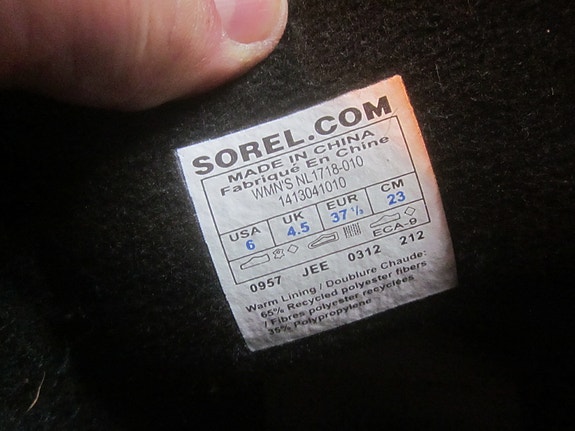 SOREL.COM
MADE IN CHINA
Fabriqué En Chine
WMN'S NL1718-010
1413041010
USA UK EUR CM
6 4.5 37 ½ 23
ECA-9
0957 JEE 0312 212
Warm Lining / Doublure Chaude:
65% Recycled polyester fibers
/ Fibres polyester recyclées
35% Polypropylene